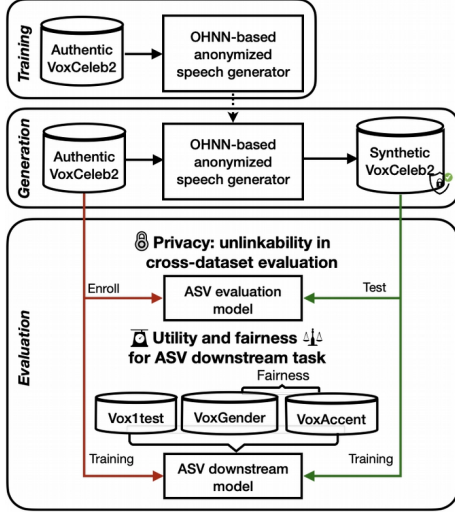 Training
Authentic
VoxCeleb2
OHNN-based
anonymized
speech generator
Generation
Authentic
VoxCeleb2
OHNN-based
anonymized
speech generator
Synthetic
VoxCeleb2
Evaluation
Privacy: unlinkability in
cross-dataset evaluation
Enroll
ASV evaluation
model
Test
Utility and fairness
for ASV downstream task
Fairness
Vox1test
VoxGender
VoxAccent
Training
ASV downstream
model
Training